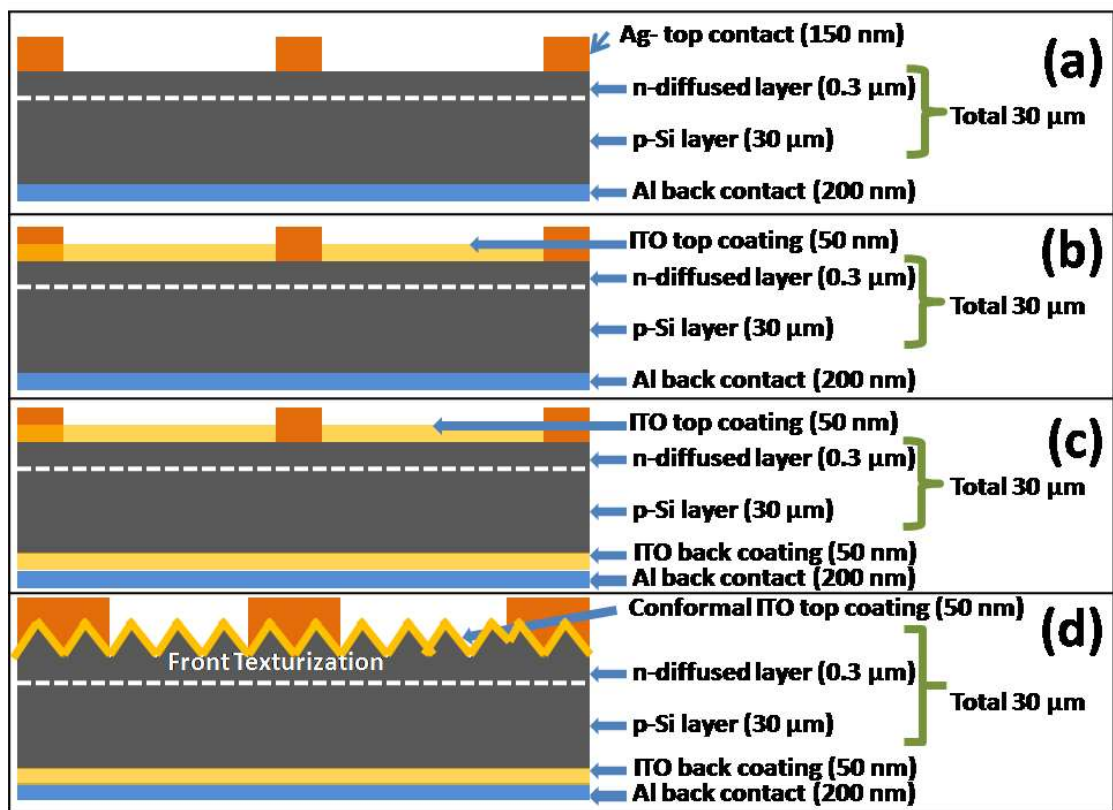 Ag- top contact (150 nm)
(a)
n-diffused layer (0.3 µm)
Total 30 µm
p-Si layer (30 µm)
Al back contact (200 nm)
ITO top coating (50 nm)
(b)
n-diffused layer (0.3 µm)
Total 30 µm
p-Si layer (30 µm)
Al back contact (200 nm)
ITO top coating (50 nm)
(c)
n-diffused layer (0.3 µm)
Total 30 µm
p-Si layer (30 µm)
ITO back coating (50 nm)
Al back contact (200 nm)
Conformal ITO top coating (50 nm)
(d)
Front Texturization
n-diffused layer (0.3 µm)
Total 30 µm
p-Si layer (30 µm)
ITO back coating (50 nm)
Al back contact (200 nm)